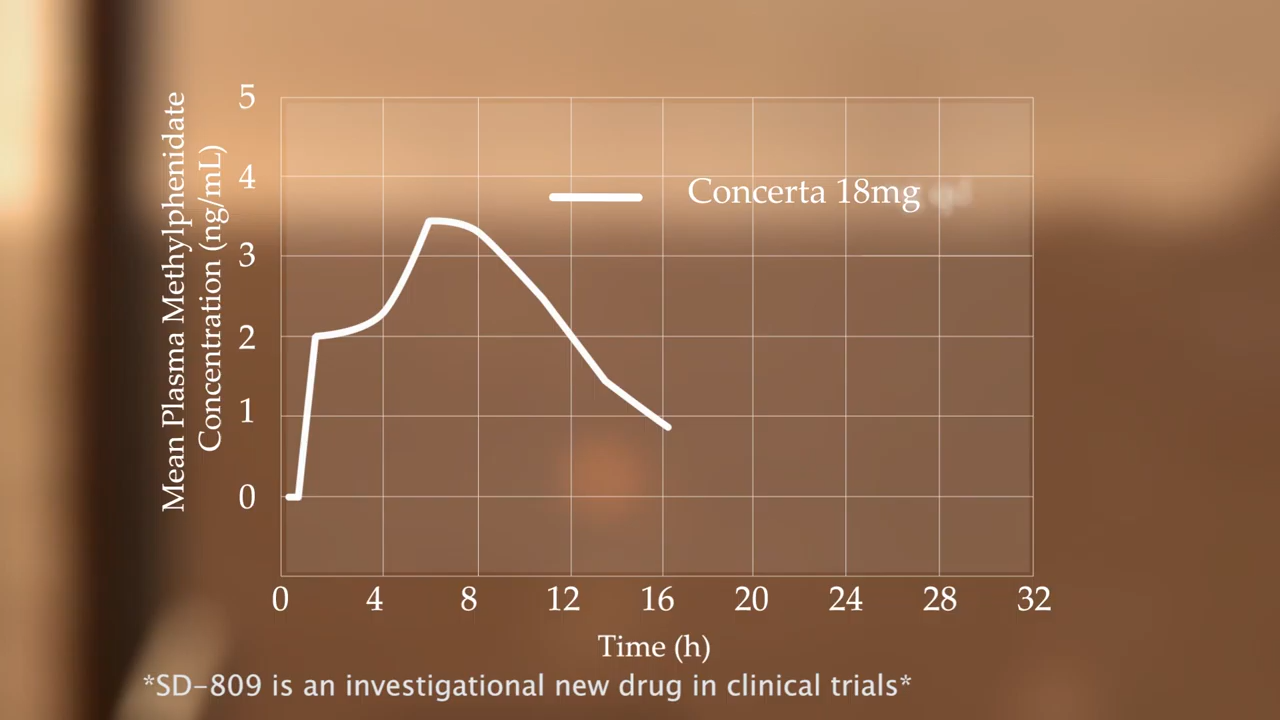 Mean Plasma Methylphenidate
Concentration (ng/mL)
5
4
3
2
1
0
Concerta 18mg
0 4 8 12 16 20 24 28 32
Time (h)
*SD-809 is an investigational new drug in clinical trials*